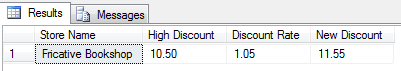 Results Messages
Store Name High Discount Discount Rate New Discount
1 Fricative Bookshop 10.50 1.05 11.55